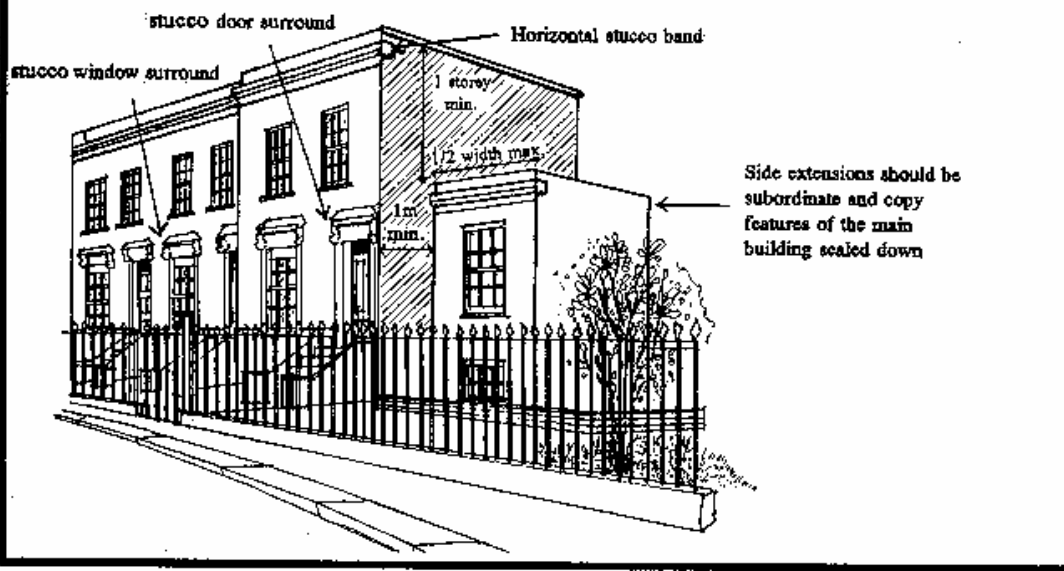 stucco door surround
Horizontal stucco band
stucco window surround
1 storey
min.
1/2 width max.
1m
min.
Side extensions should be
subordinate and copy
features of the main
building scaled down